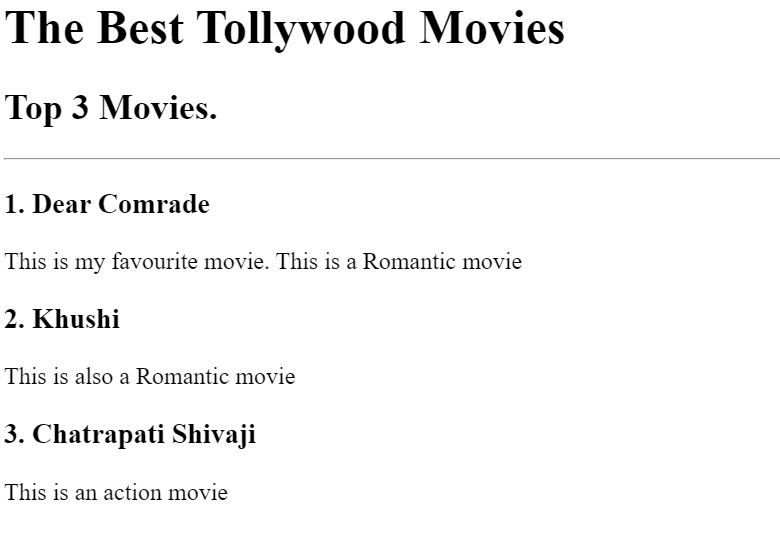 The Best Tollywood Movies
Top 3 Movies.
1. Dear Comrade
This is my favourite movie. This is a Romantic movie
2. Khushi
This is also a Romantic movie
3. Chatrapati Shivaji
This is an action movie